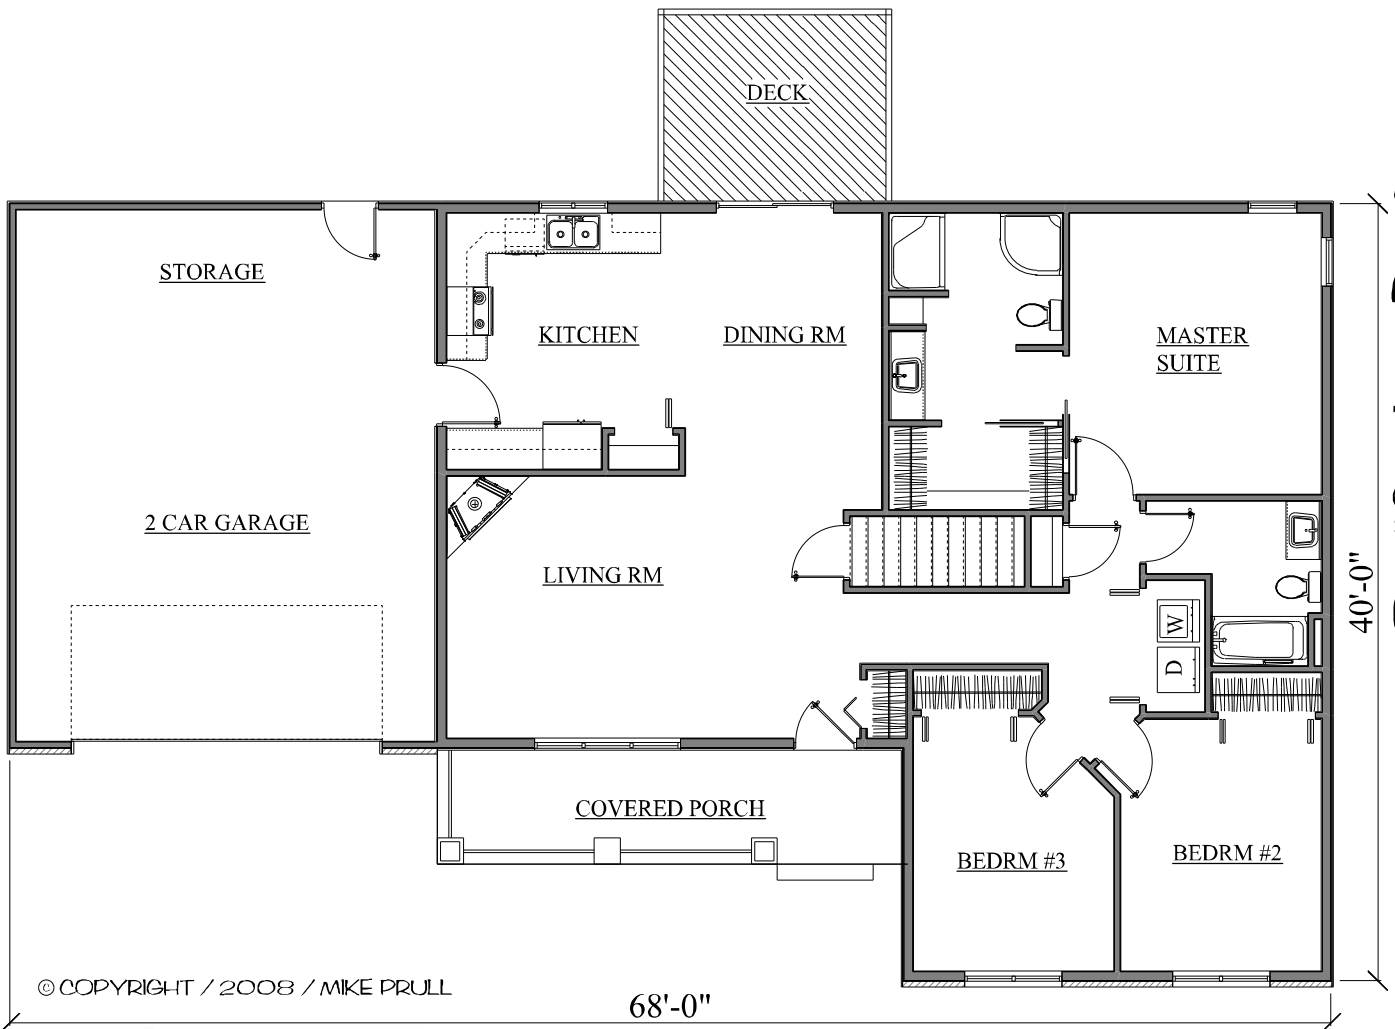 DECK
STORAGE
KITCHEN
DINING RM
MASTER
SUITE
2 CAR GARAGE
LIVING RM
40'-0"
W
D
COVERED PORCH
BEDRM #3
BEDRM #2
© COPYRIGHT / 2008 / MIKE PRULL
68'-0"